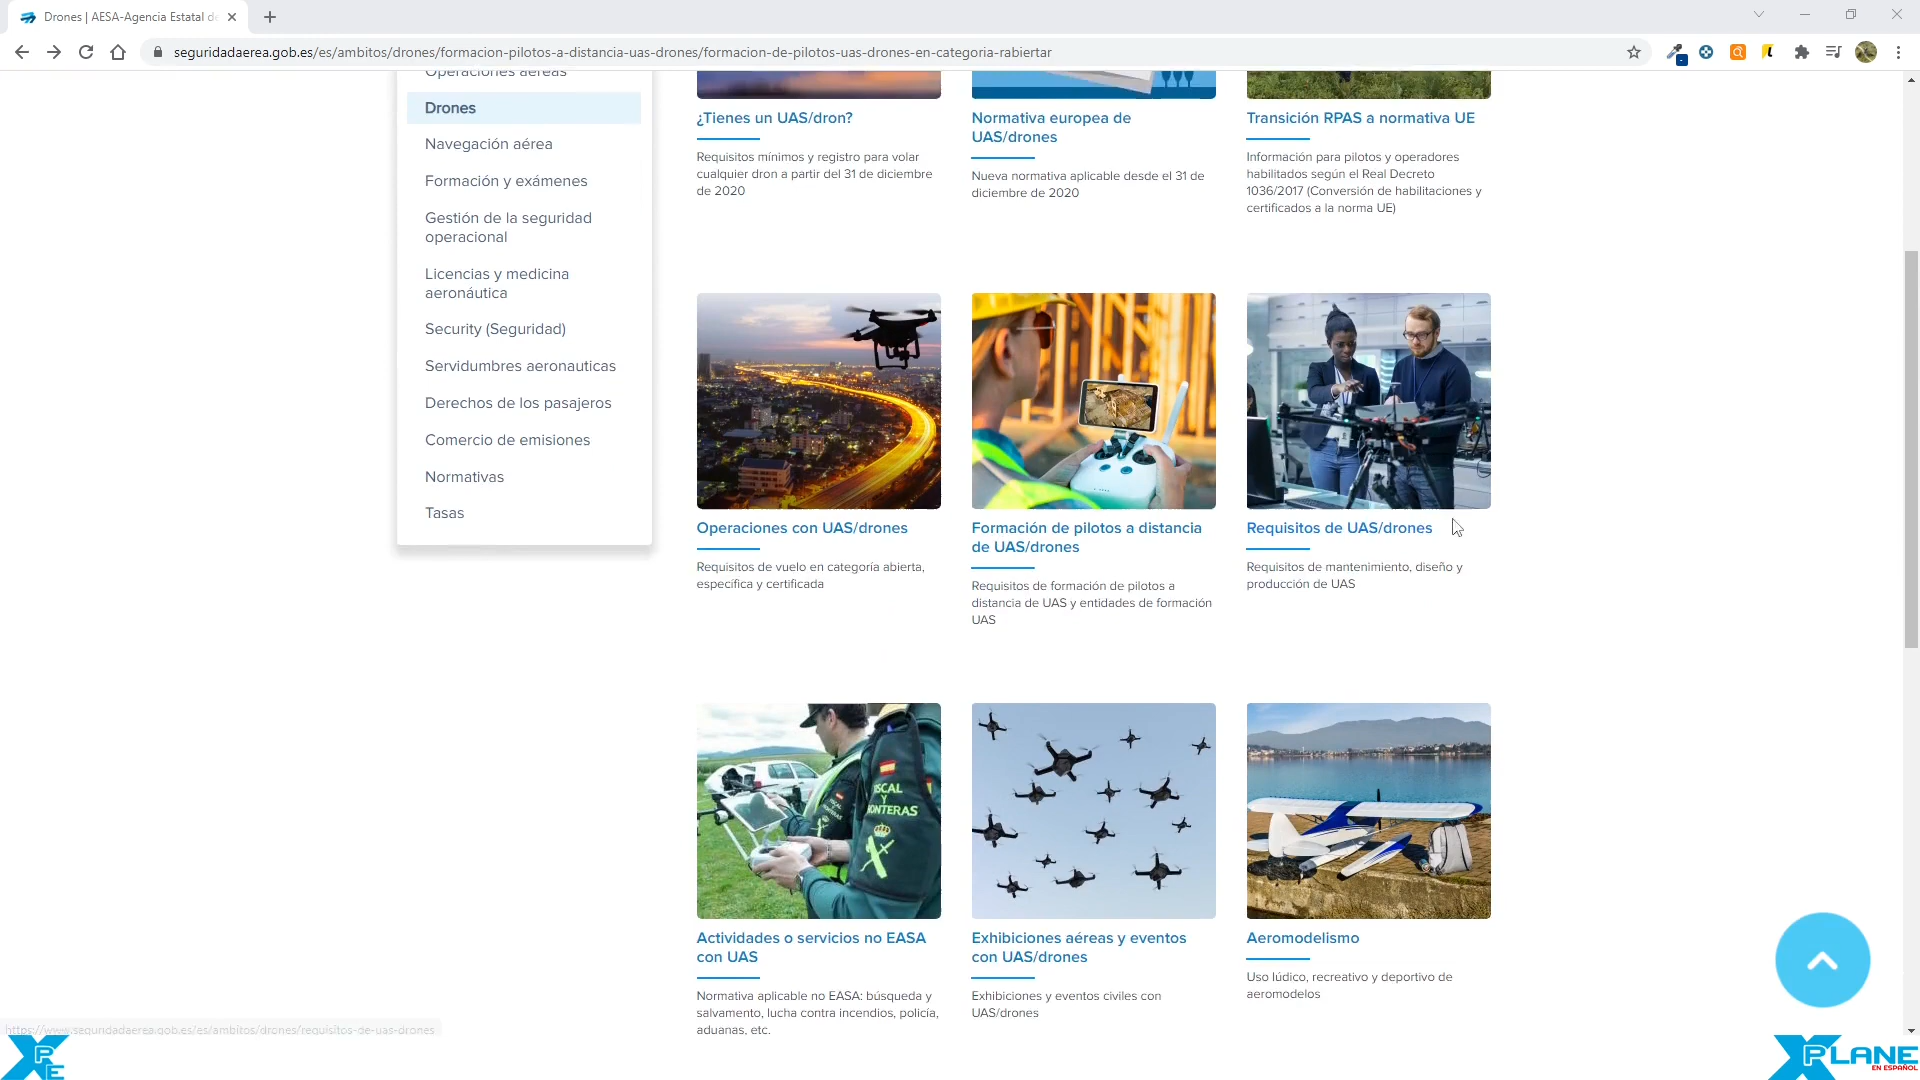 Drones | AESA-Agencia Estatal de
seguridadaerea.gob.es/es/ambitos/drones/formacion-pilotos-a-distancia-uas-drones/formacion-de-pilotos-uas-drones-en-categoria-rabiertar
Operaciones aéreas
Drones
Navegación aérea
Formación y exámenes
Gestión de la seguridad
operacional
Licencias y medicina
aeronáutica
Security (Seguridad)
Servidumbres aeronauticas
Derechos de los pasajeros
Comercio de emisiones
Normativas
Tasas
¿Tienes un UAS/dron?
Requisitos mínimos y registro para volar
cualquier dron a partir del 31 de diciembre
de 2020
Normativa europea de
UAS/drones
Nueva normativa aplicable desde el 31 de
diciembre de 2020
Transición RPAS a normativa UE
Información para pilotos y operadores
habilitados según el Real Decreto
1036/2017 (Conversión de habilitaciones y
certificados a la norma UE)
Operaciones con UAS/drones
Requisitos de vuelo en categoría abierta,
específica y certificada
Formación de pilotos a distancia
de UAS/drones
Requisitos de formación de pilotos a
distancia de UAS y entidades de formación
UAS
Requisitos de UAS/drones
Requisitos de mantenimiento, diseño y
producción de UAS
FISCAL
Y
FRONTERAS
Actividades o servicios no EASA
con UAS
Normativa aplicable no EASA: búsqueda y
salvamento, lucha contra incendios, policía,
aduanas, etc.
Exhibiciones aéreas y eventos
con UAS/drones
Exhibiciones y eventos civiles con
UAS/drones
Aeromodelismo
Uso lúdico, recreativo y deportivo de
aeromodelos
https://www.seguridadaerea.gob.es/es/ambitos/drones/requisitos-de-uas-drones
XPE
X PLANE
EN ESPAÑOL